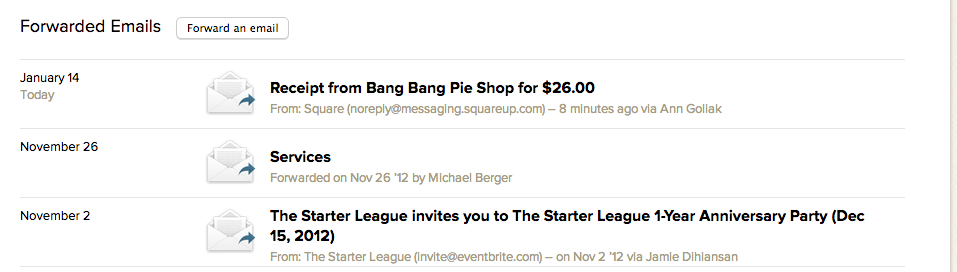 Forwarded Emails Forward an email
January 14
Today
Receipt from Bang Bang Pie Shop for $26.00
From: Square (noreply@messaging.squareup.com) – 8 minutes ago via Ann Gollak
November 26
Services
Forwarded on Nov 26 '12 by Michael Berger
November 2
The Starter League invites you to The Starter League 1-Year Anniversary Party (Dec
15, 2012)
From: The Starter League (invite@eventbrite.com) – on Nov 2 '12 via Jamie Dihiansan